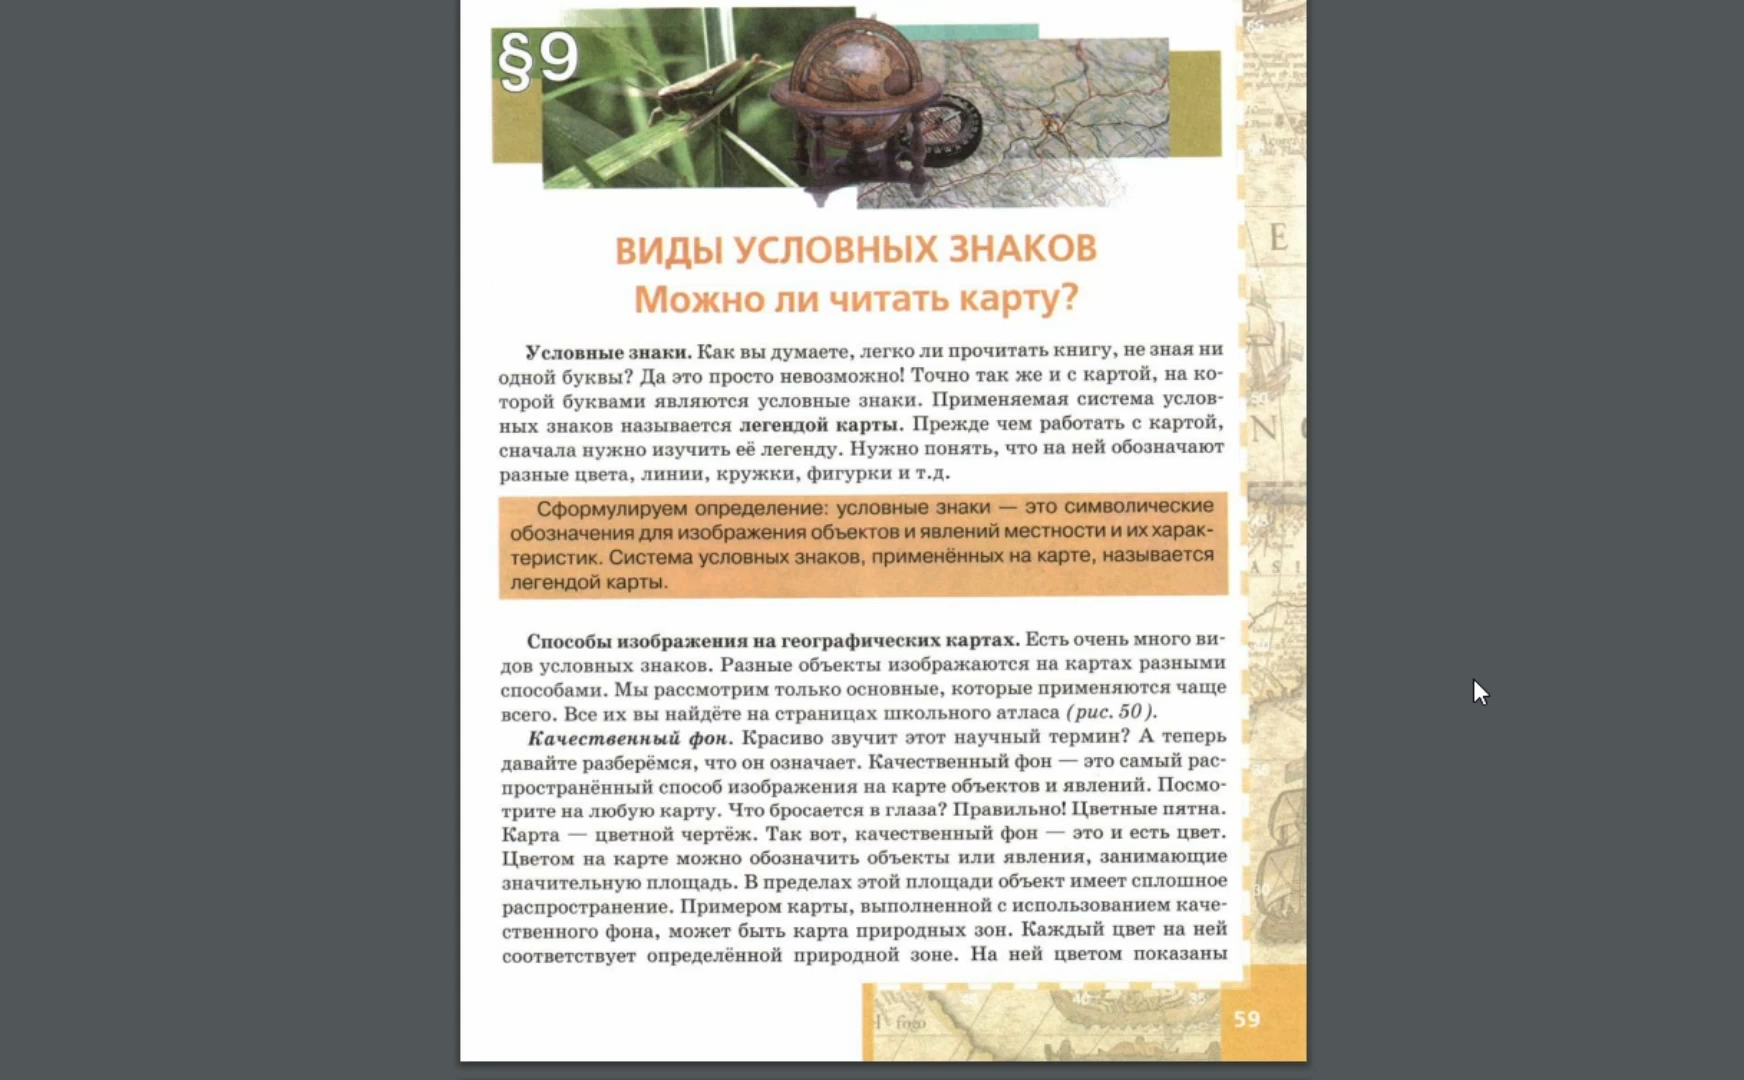 §9
ВИДЫ УСЛОВНЫХ ЗНАКОВ
Можно ли читать карту?
Условные знаки. Как вы думаете, легко ли прочитать книгу, не зная ни
одной буквы? Да это просто невозможно! Точно так же и с картой, на ко-
торой буквами являются условные знаки. Применяемая система услов-
ных знаков называется легендой карты. Прежде чем работать с картой,
сначала нужно изучить её легенду. Нужно понять, что на ней обозначают
разные цвета, линии, кружки, фигурки и т.д.
Сформулируем определение: условные знаки — это символические
обозначения для изображения объектов и явлений местности и их харак-
теристик. Система условных знаков, применённых на карте, называется
легендой карты.
Способы изображения на географических картах. Есть очень много ви-
дов условных знаков. Разные объекты изображаются на картах разными
способами. Мы рассмотрим только основные, которые применяются чаще
всего. Все их вы найдёте на страницах школьного атласа (рис. 50).
Качественный фон. Красиво звучит этот научный термин? А теперь
давайте разберёмся, что он означает. Качественный фон — это самый рас-
пространённый способ изображения на карте объектов и явлений. Посмо-
трите на любую карту. Что бросается в глаза? Правильно! Цветные пятна.
Карта — цветной чертёж. Так вот, качественный фон — это и есть цвет.
Цветом на карте можно обозначить объекты или явления, занимающие
значительную площадь. В пределах этой площади объект имеет сплошное
распространение. Примером карты, выполненной с использованием каче-
ственного фона, может быть карта природных зон. Каждый цвет на ней
соответствует определённой природной зоне. На ней цветом показаны
59